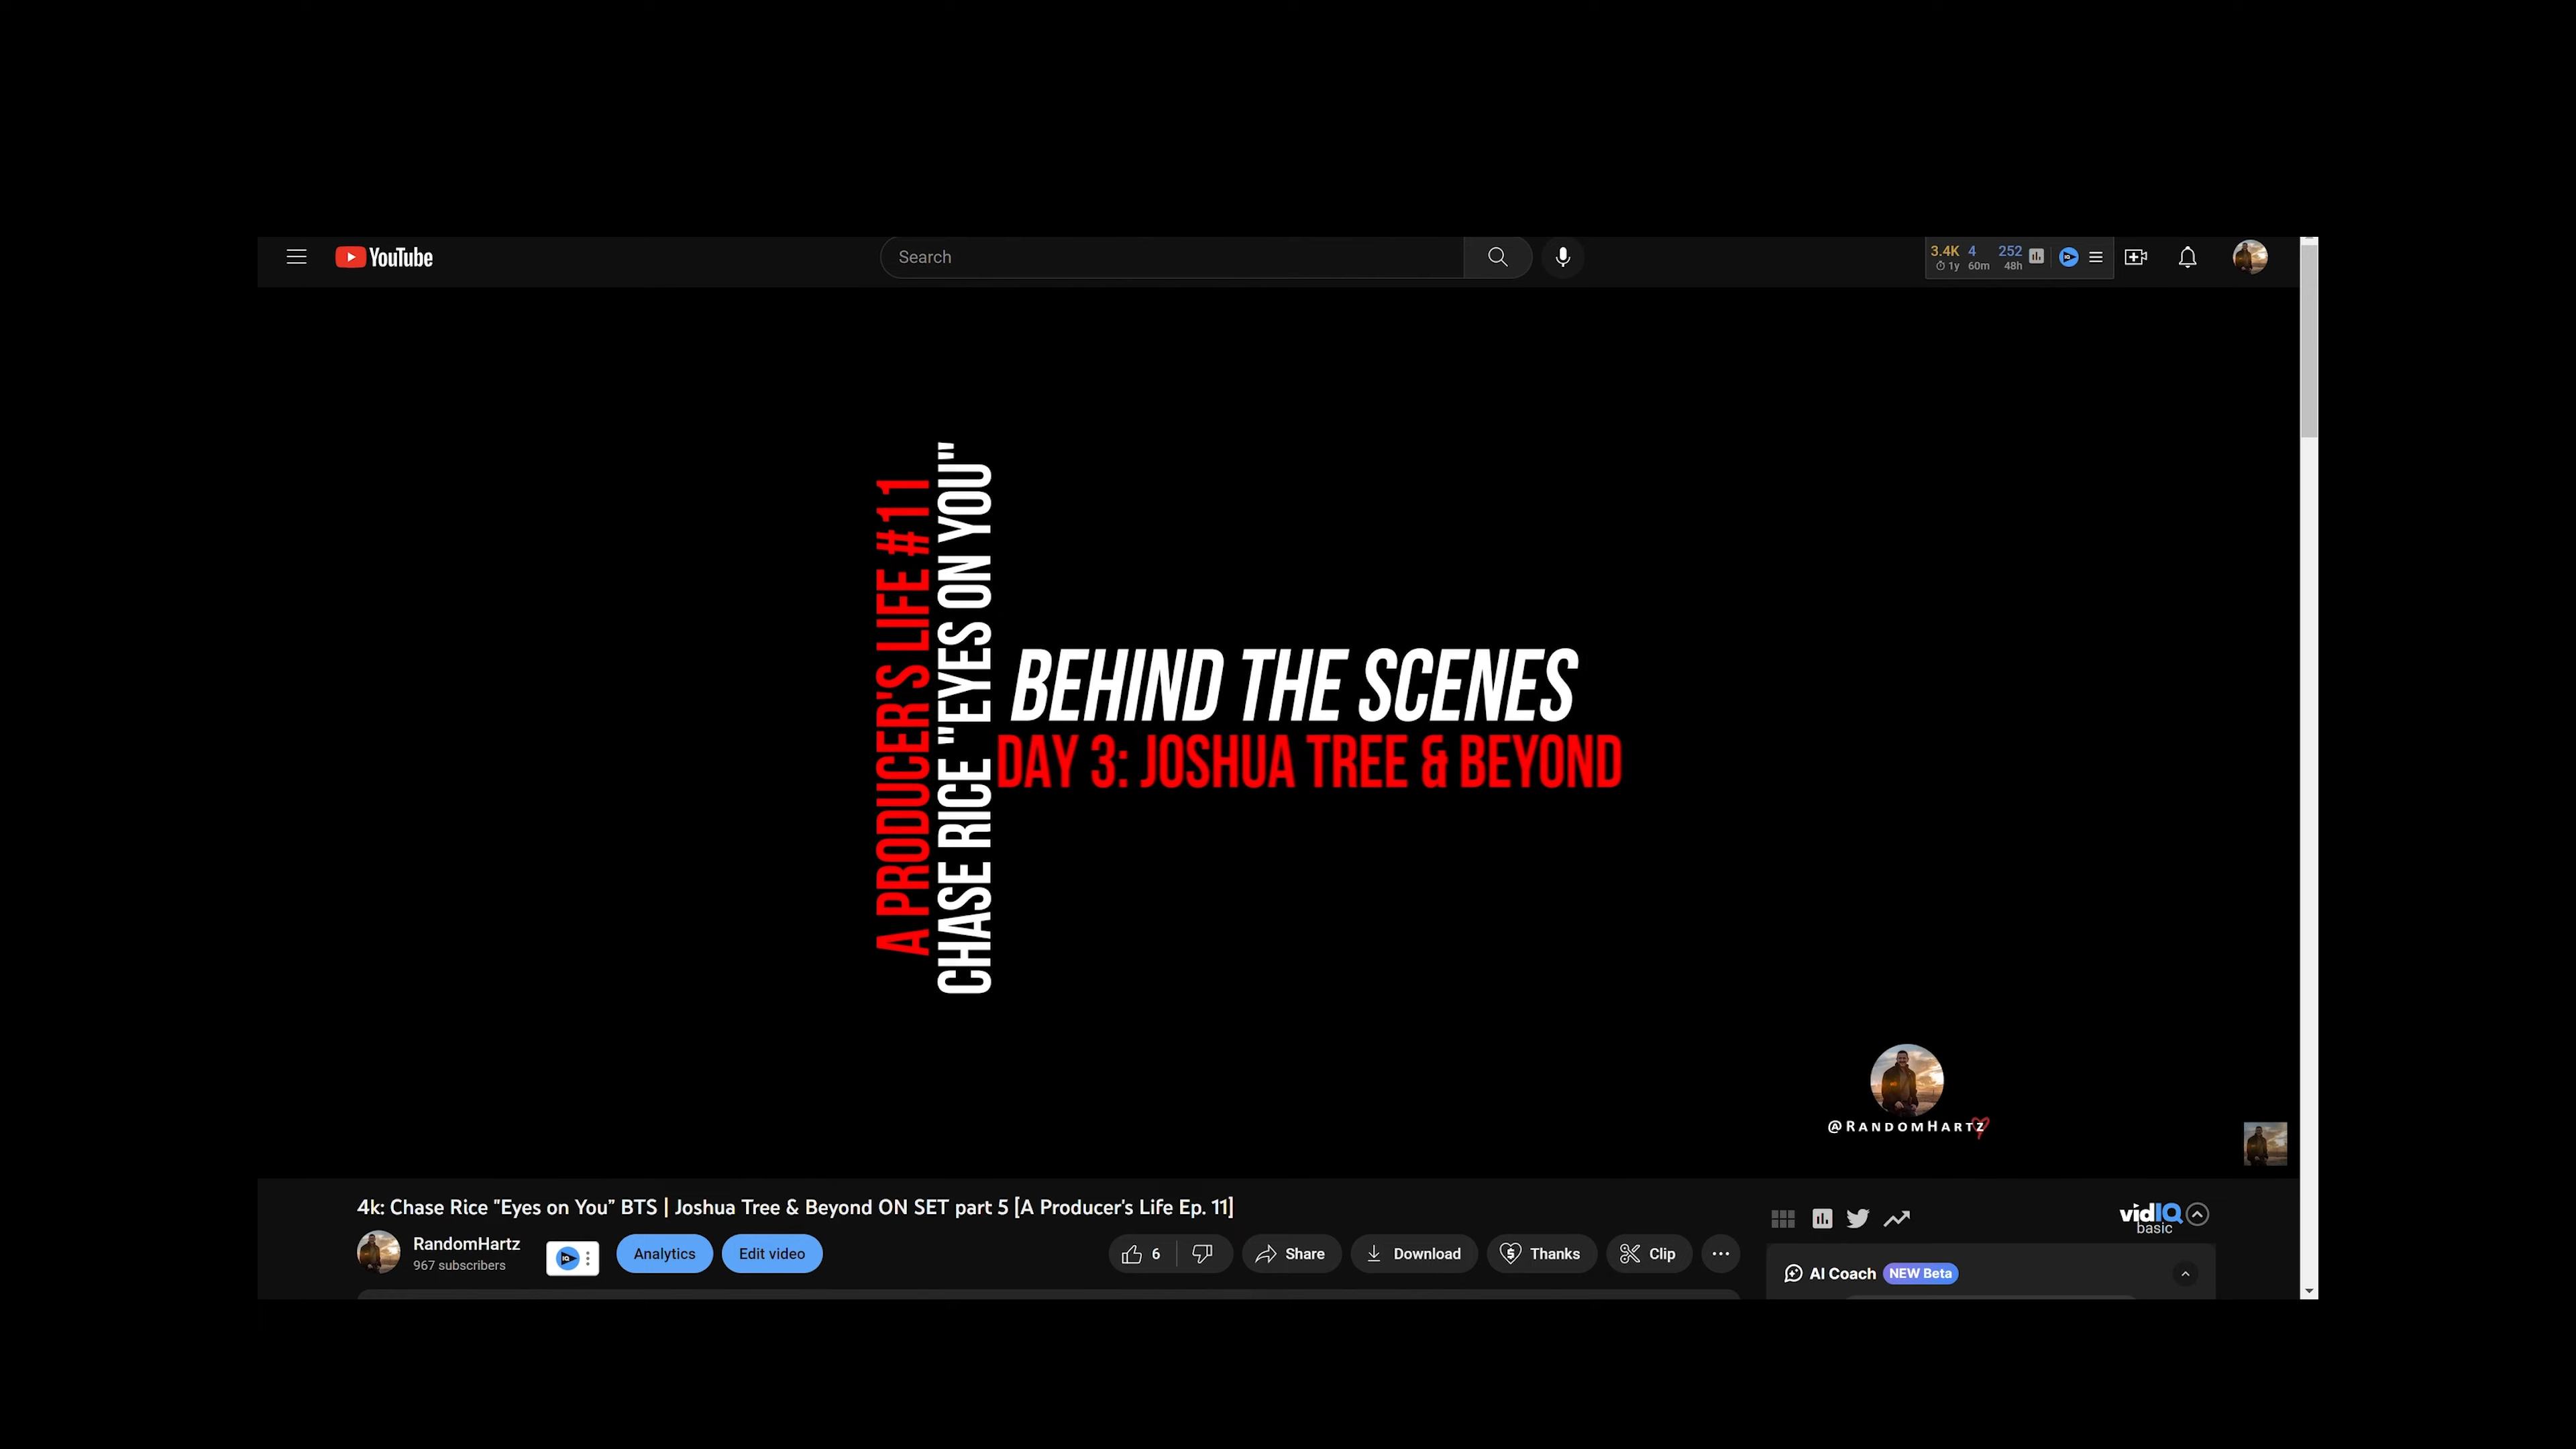 YouTube
Search
3.4K 4 252
1y 60m 48h
A PRODUCER'S LIFE #11
CHASE RICE "EYES ON YOU"
BEHIND THE SCENES
DAY 3: JOSHUA TREE & BEYOND
@RANDOMHARTZ
4k: Chase Rice "Eyes on You" BTS | Joshua Tree & Beyond ON SET part 5 [A Producer's Life Ep. 11]
RandomHartz
967 subscribers
Analytics
Edit video
6
Share
Download
Thanks
Clip
vidIQ
basic
AI Coach NEW Beta